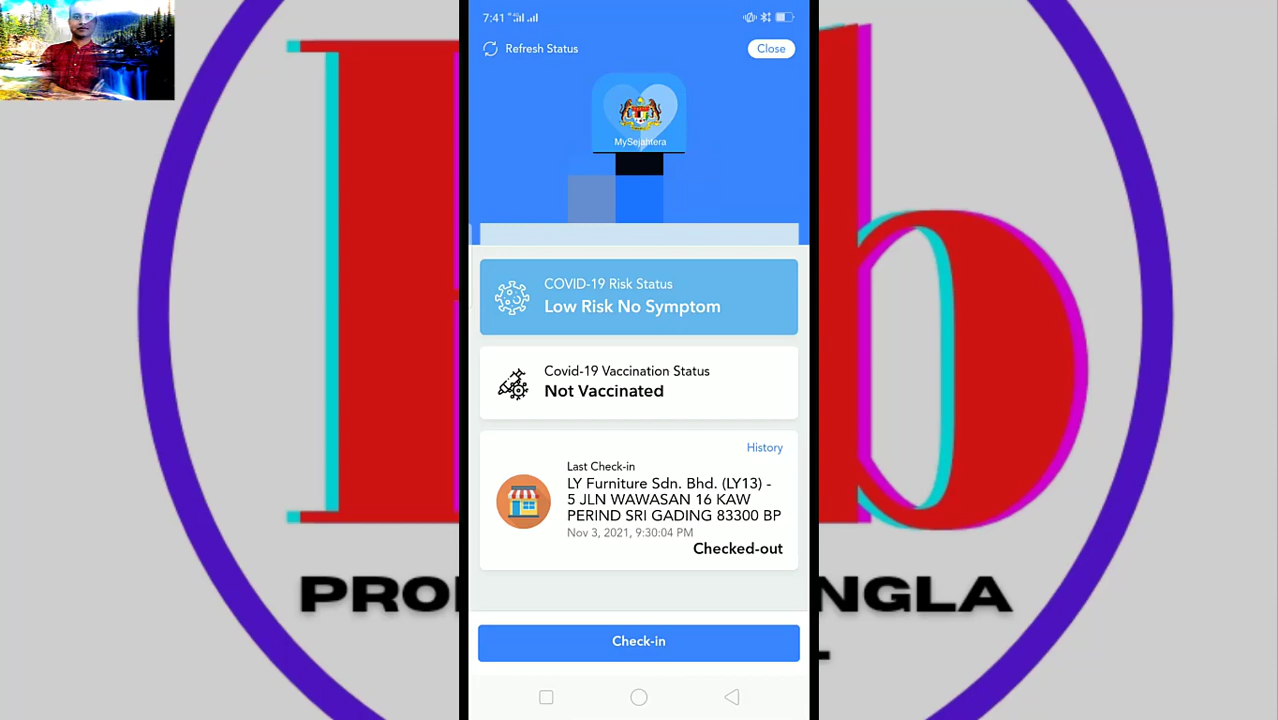 7:41
Refresh Status
Close
MySejahtera
COVID-19 Risk Status
Low Risk No Symptom
Covid-19 Vaccination Status
Not Vaccinated
History
Last Check-in
LY Furniture Sdn. Bhd. (LY13) -
5 JLN WAWASAN 16 KAW
PERIND SRI GADING 83300 BP
Nov 3, 2021, 9:30:04 PM
Checked-out
Check-in